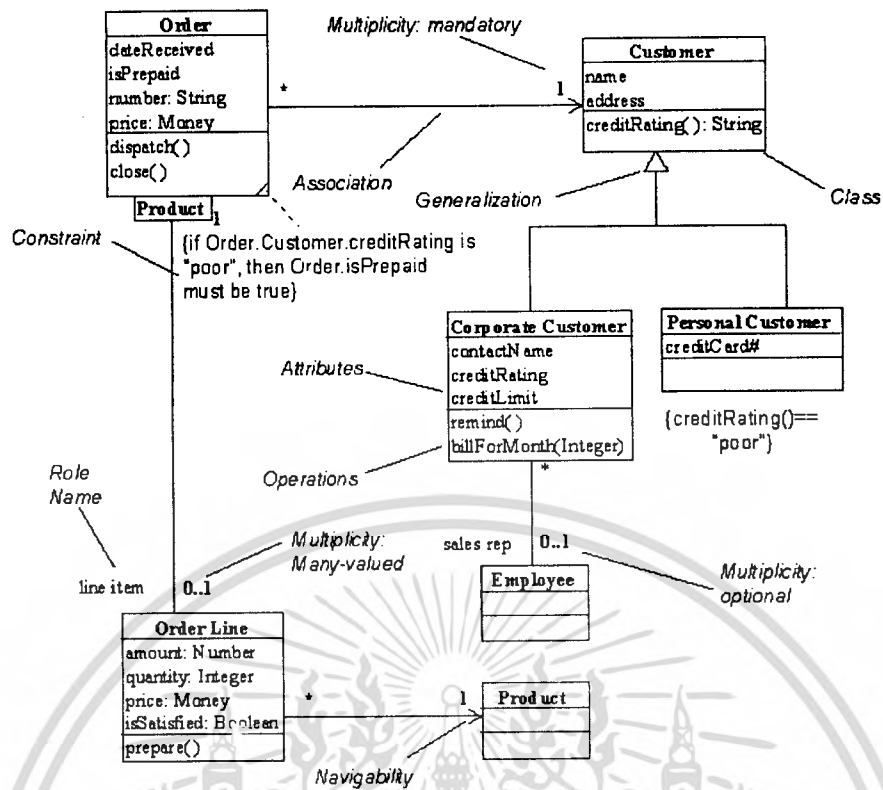 Order
dateReceived
isPrepaid
number: String
price: Money
dispatch()
close()
Product
1
Multiplicity: mandatory
*
1
Association
Customer
name
address
creditRating(): String
Generalization
Class
Constraint
{if Order.Customer.creditRating is
"poor", then Order.isPrepaid
must be true}
Corporate Customer
contactName
creditRating
creditLimit
remind()
billForMonth(Integer)
Attributes
Operations
Personal Customer
creditCard#
{creditRating()==
"poor"}
*
sales rep
0..1
Multiplicity:
optional
Employee
Role
Name
line item
0..1
Multiplicity:
Many-valued
Order Line
amount: Number
quantity: Integer
price: Money
isSatisfied: Boolean
prepare()
*
1
Product
Navigability